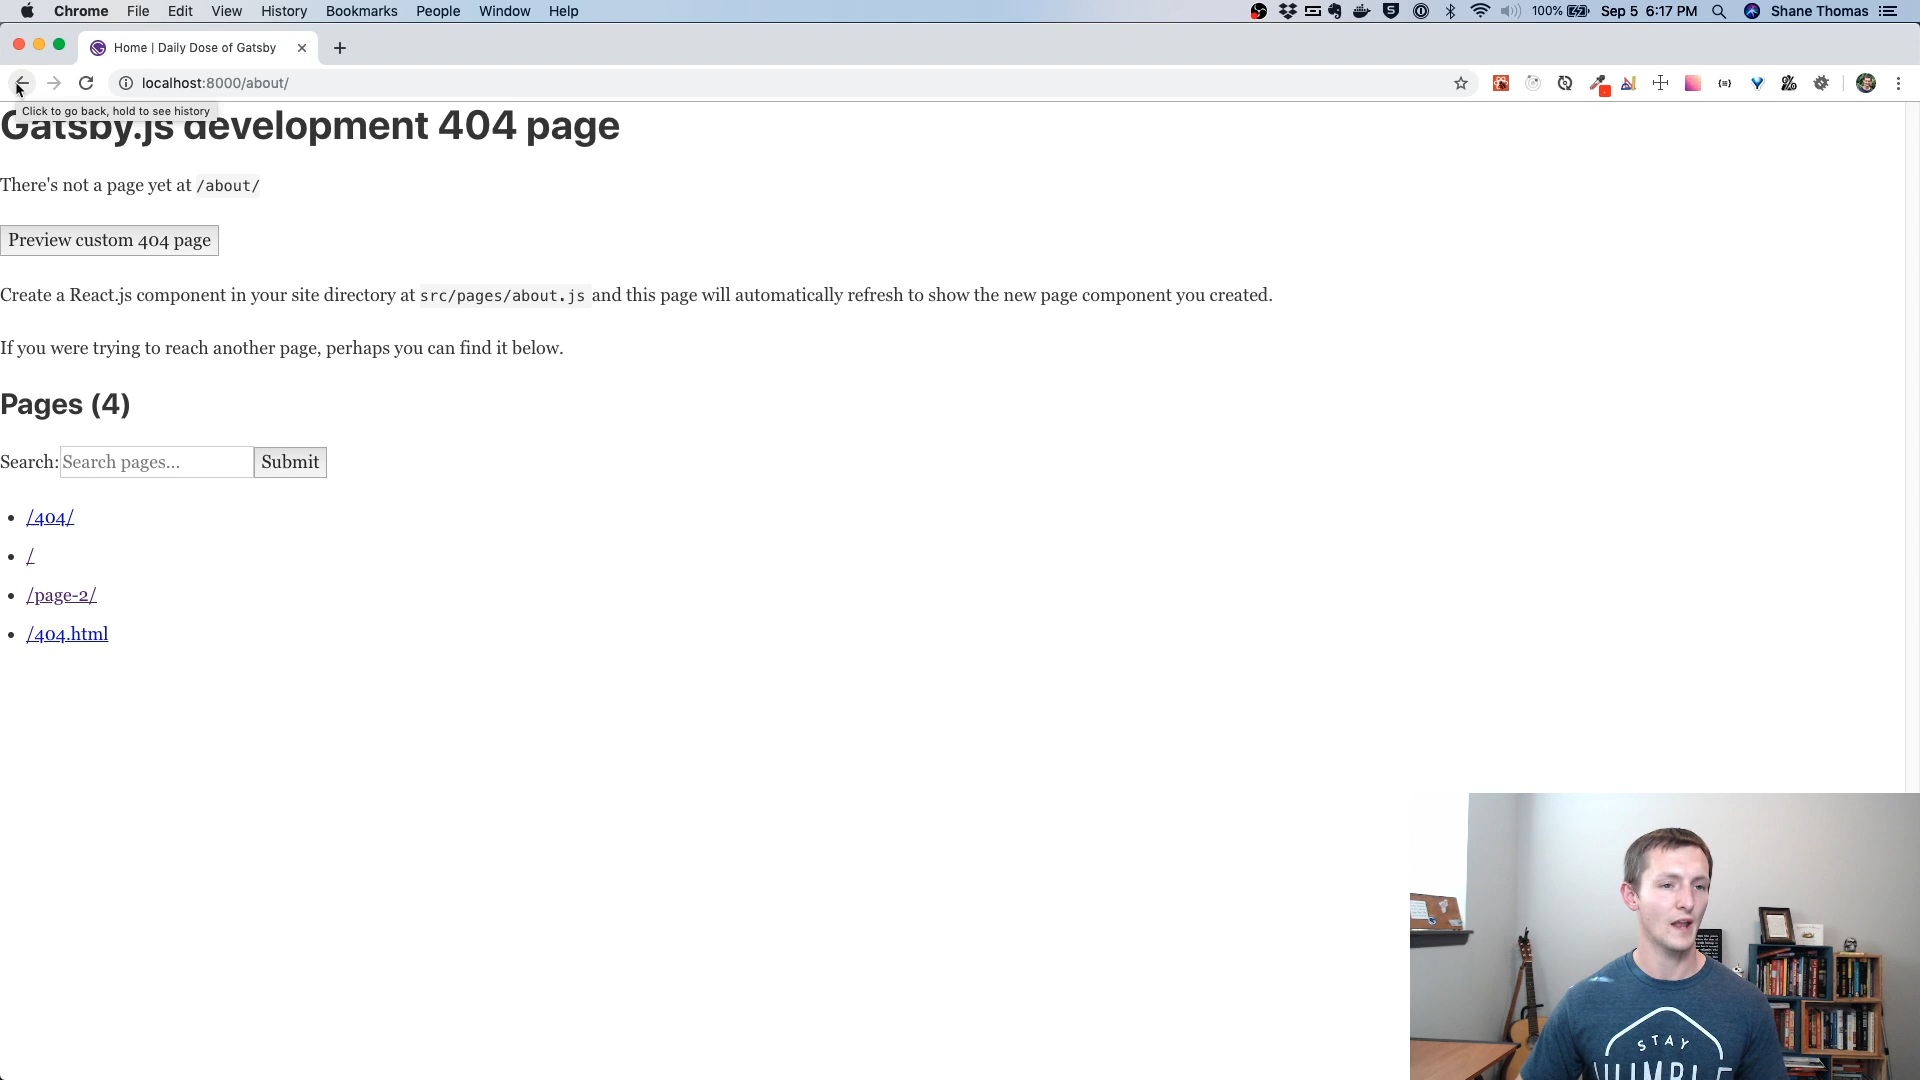 Chrome File Edit View History Bookmarks People Window Help 100% Sep 5 6:17 PM Shane Thomas
Home | Daily Dose of Gatsby
localhost:8000/about/
Click to go back, hold to see history
Gatsby.js development 404 page
There's not a page yet at /about/
Preview custom 404 page
Create a React.js component in your site directory at src/pages/about.js and this page will automatically refresh to show the new page component you created.
If you were trying to reach another page, perhaps you can find it below.
Pages (4)
Search: Search pages... Submit
/404/
/
/page-2/
/404.html
STAY
HUMBLE